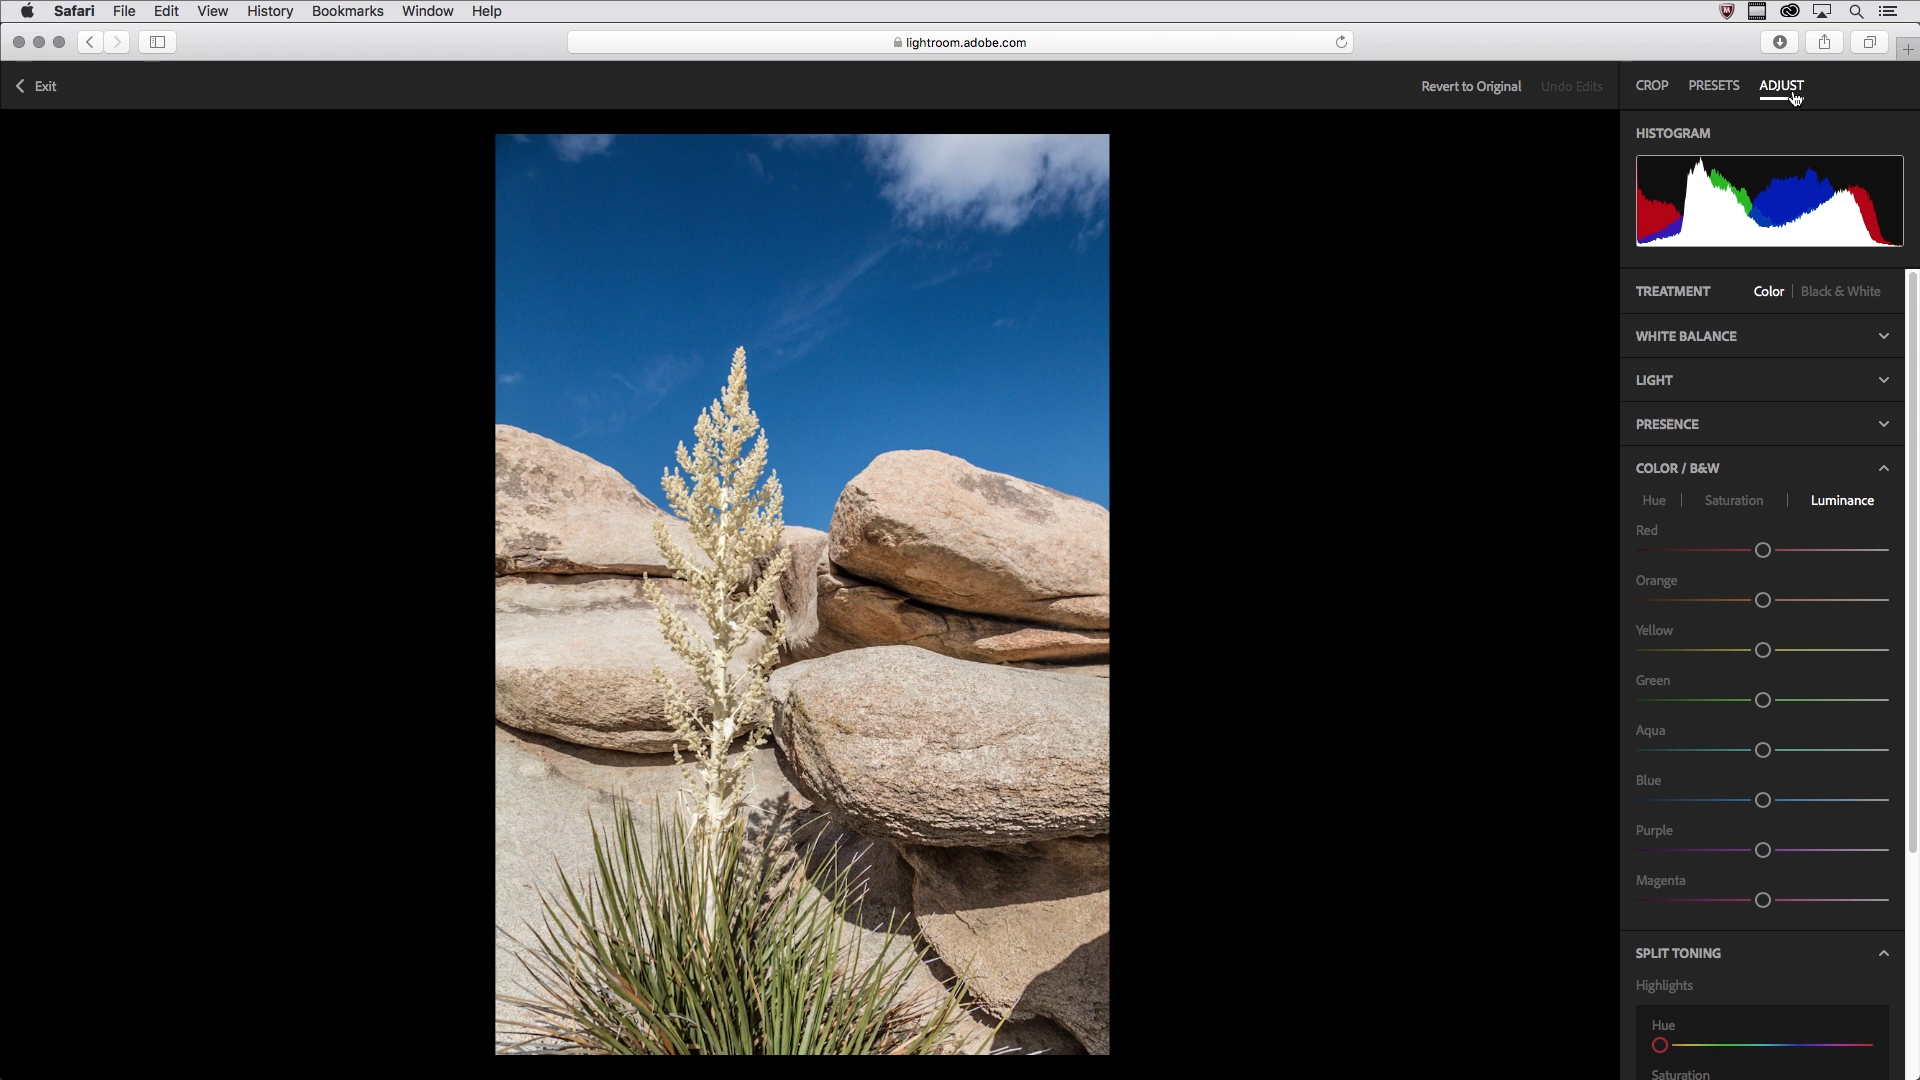 Safari File Edit View History Bookmarks Window Help
lightroom.adobe.com
Exit Revert to Original Undo Edits CROP PRESETS ADJUST
HISTOGRAM
TREATMENT Color | Black & White
WHITE BALANCE
LIGHT
PRESENCE
COLOR / B&W
Hue | Saturation | Luminance
Red
Orange
Yellow
Green
Aqua
Blue
Purple
Magenta
SPLIT TONING
Highlights
Hue
Saturation